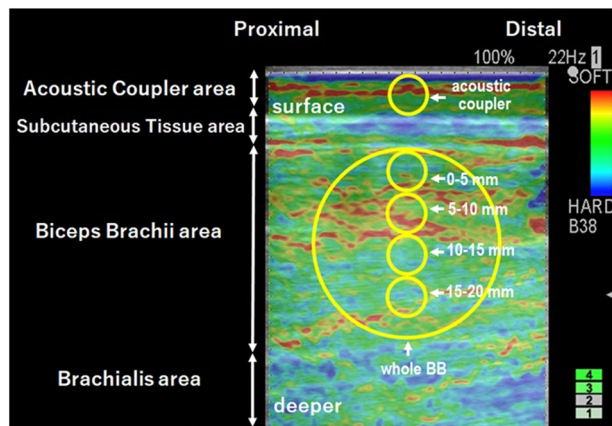 Proximal
Distal
100% 22Hz 1
SOFT
Acoustic Coupler area
surface
acoustic
coupler
Subcutaneous Tissue area
0-5 mm
5-10 mm
HARD
B38
Biceps Brachii area
10-15 mm
15-20 mm
whole BB
Brachialis area
deeper
4
3
2
1